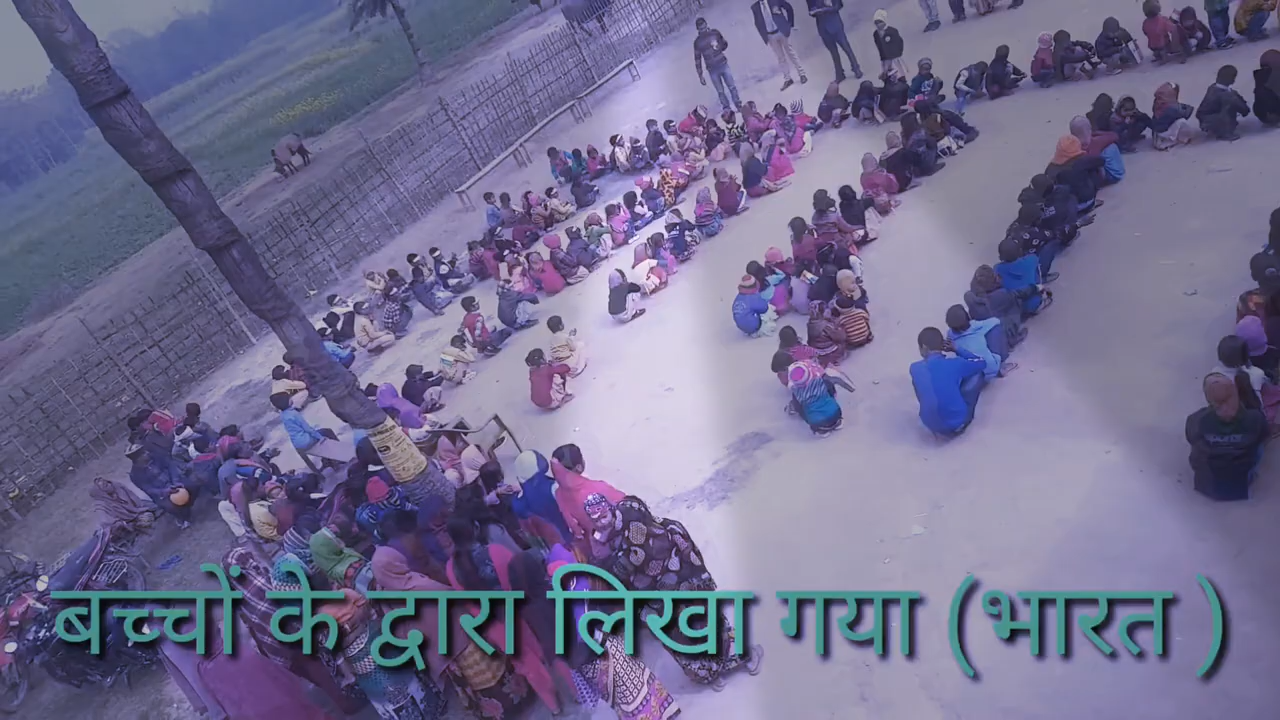 बच्चों के द्वारा लिखा गया (भारत )